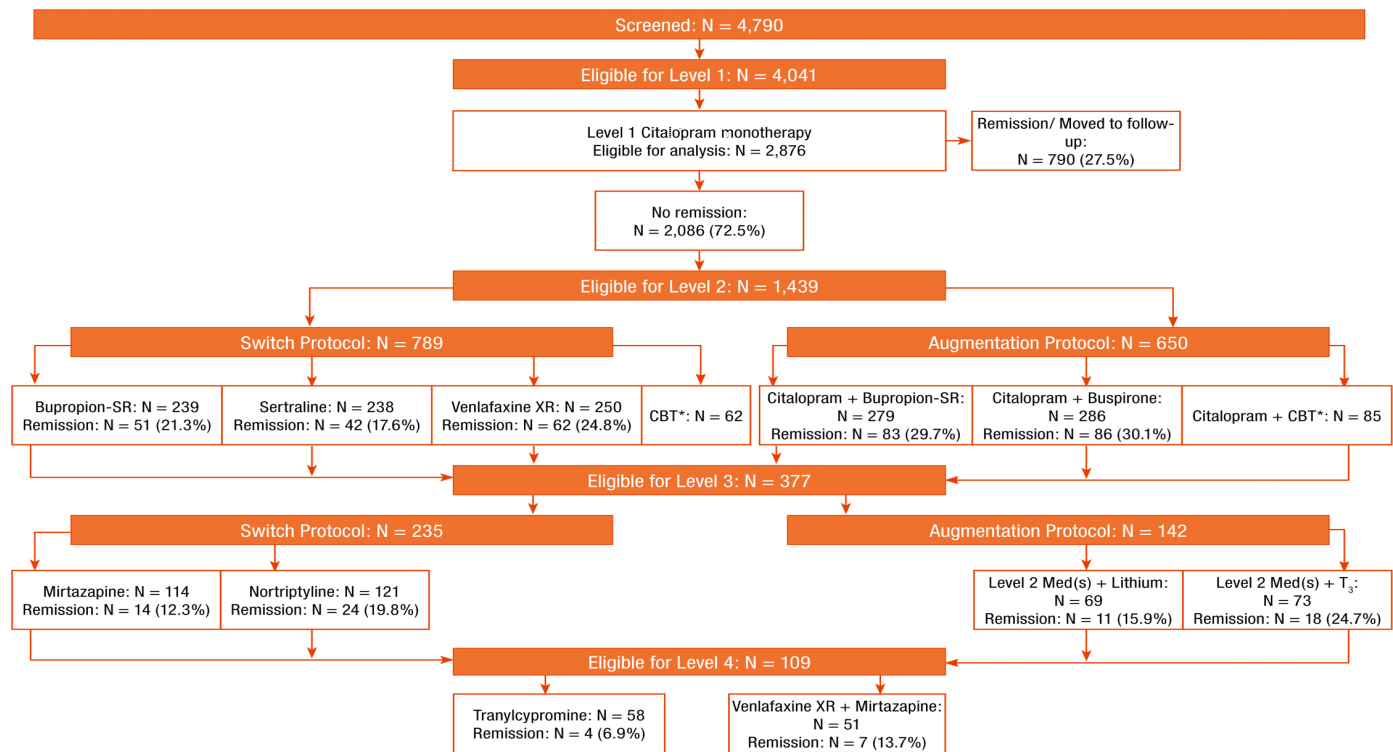 Screened: N = 4,790
Eligible for Level 1: N = 4,041
Level 1 Citalopram monotherapy
Eligible for analysis: N = 2,876
Remission/ Moved to follow-
up:
N = 790 (27.5%)
No remission:
N = 2,086 (72.5%)
Eligible for Level 2: N = 1,439
Switch Protocol: N = 789
Augmentation Protocol: N = 650
Bupropion-SR: N = 239
Remission: N = 51 (21.3%)
Sertraline: N = 238
Remission: N = 42 (17.6%)
Venlafaxine XR: N = 250
Remission: N = 62 (24.8%)
CBT*: N = 62
Citalopram + Bupropion-SR:
N = 279
Remission: N = 83 (29.7%)
Citalopram + Buspirone:
N = 286
Remission: N = 86 (30.1%)
Citalopram + CBT*: N = 85
Eligible for Level 3: N = 377
Switch Protocol: N = 235
Augmentation Protocol: N = 142
Mirtazapine: N = 114
Remission: N = 14 (12.3%)
Nortriptyline: N = 121
Remission: N = 24 (19.8%)
Level 2 Med(s) + Lithium:
N = 69
Remission: N = 11 (15.9%)
Level 2 Med(s) + T₃:
N = 73
Remission: N = 18 (24.7%)
Eligible for Level 4: N = 109
Tranylcypromine: N = 58
Remission: N = 4 (6.9%)
Venlafaxine XR + Mirtazapine:
N = 51
Remission: N = 7 (13.7%)